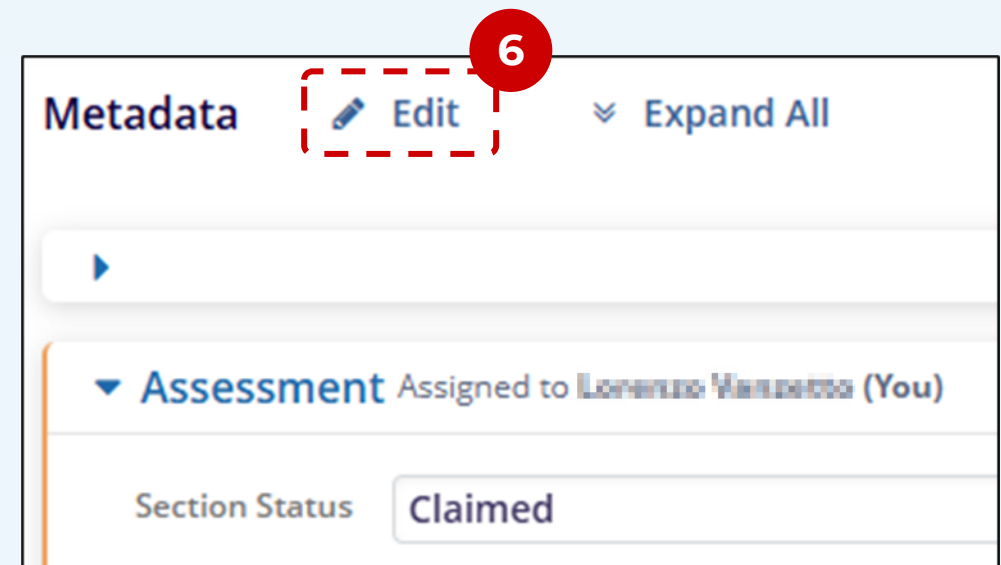 6
Metadata Edit Expand All
Assessment Assigned to (You)
Section Status Claimed